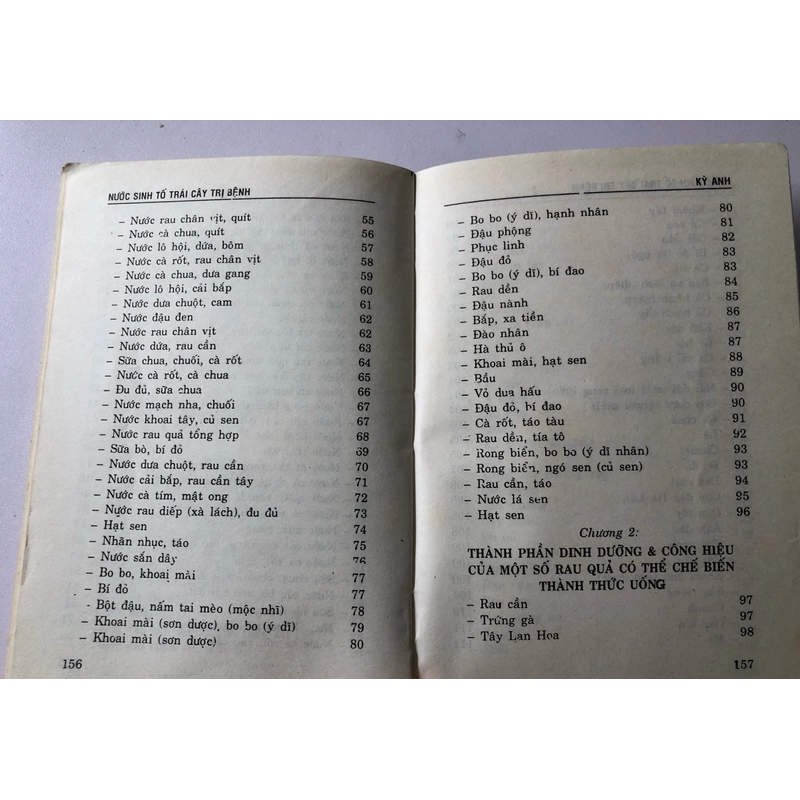 NƯỚC SINH TỐ TRÁI CÂY TRỊ BỆNH
– Nước rau chân vịt, quít 55
– Nước cà chua, quít 56
– Nước lô hội, dứa, bôm 57
– Nước cà rốt, rau chân vịt 58
– Nước cà chua, dưa gang 59
– Nước lô hội, cải bắp 60
– Nước dưa chuột, cam 61
– Nước đậu đen 62
– Nước rau chân vịt 62
– Nước dứa, rau cần 63
– Sữa chua, chuối, cà rốt 64
– Nước cà rốt, cà chua 65
– Đu đủ, sữa chua 66
– Nước mạch nha, chuối 67
– Nước khoai tây, củ sen 67
– Nước rau quả tổng hợp 68
– Sữa bò, bí đỏ 69
– Nước dưa chuột, rau cần 70
– Nước cải bắp, rau cần tây 71
– Nước cà tím, mật ong 72
– Nước rau diếp (xà lách), đu đủ 73
– Hạt sen 74
– Nhãn nhục, táo 75
– Nước sắn dây 76
– Bo bo, khoai mài 77
– Bí đỏ 77
– Bột đậu, nấm tai mèo (mộc nhĩ) 78
– Khoai mài (sơn dược), bo bo (ý dĩ) 79
– Khoai mài (sơn dược) 80
156
KỲ ANH
– Bo bo (ý dĩ), hạnh nhân 80
– Đậu phộng 81
– Phục linh 82
– Đậu đỏ 83
– Bo bo (ý dĩ), bí đao 83
– Rau dền 84
– Đậu nành 85
– Bắp, xa tiền 86
– Đào nhân 87
– Hà thủ ô 87
– Khoai mài, hạt sen 88
– Bầu 89
– Vỏ dua hấu 90
– Đậu đỏ, bí đao 90
– Cà rốt, táo tàu 91
– Rau dền, tía tô 92
– Rong biển, bo bo (ý dĩ nhân) 93
– Rong biển, ngó sen (củ sen) 93
– Rau cần, táo 94
– Nước lá sen 95
– Hạt sen 96
Chương 2:
THÀNH PHẦN DINH DƯỠNG & CÔNG HIỆU
CỦA MỘT SỐ RAU QUẢ CÓ THỂ CHẾ BIẾN
THÀNH THỨC UỐNG
– Rau cần 97
– Trứng gà 97
– Tây Lan Hoa 98
157